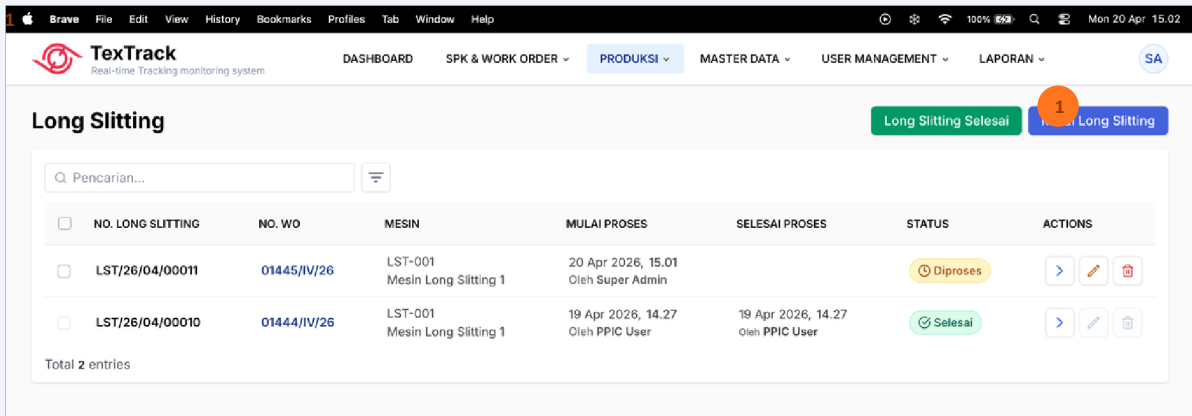 1 Brave File Edit View History Bookmarks Profiles Tab Window Help 100% Mon 20 Apr 15.02
TexTrack
Real-time Tracking monitoring system
DASHBOARD SPK & WORK ORDER PRODUKSI MASTER DATA USER MANAGEMENT LAPORAN SA
Long Slitting
Long Slitting Selesai
1
Long Slitting
Pencarian...
NO. LONG SLITTING NO. WO MESIN MULAI PROSES SELESAI PROSES STATUS ACTIONS
LST/26/04/00011 01445/IV/26 LST-001 20 Apr 2026, 15.01 Diproses
Mesin Long Slitting 1 Oleh Super Admin
LST/26/04/00010 01444/IV/26 LST-001 19 Apr 2026, 14.27 19 Apr 2026, 14.27 Selesai
Mesin Long Slitting 1 Oleh PPIC User Oleh PPIC User
Total 2 entries